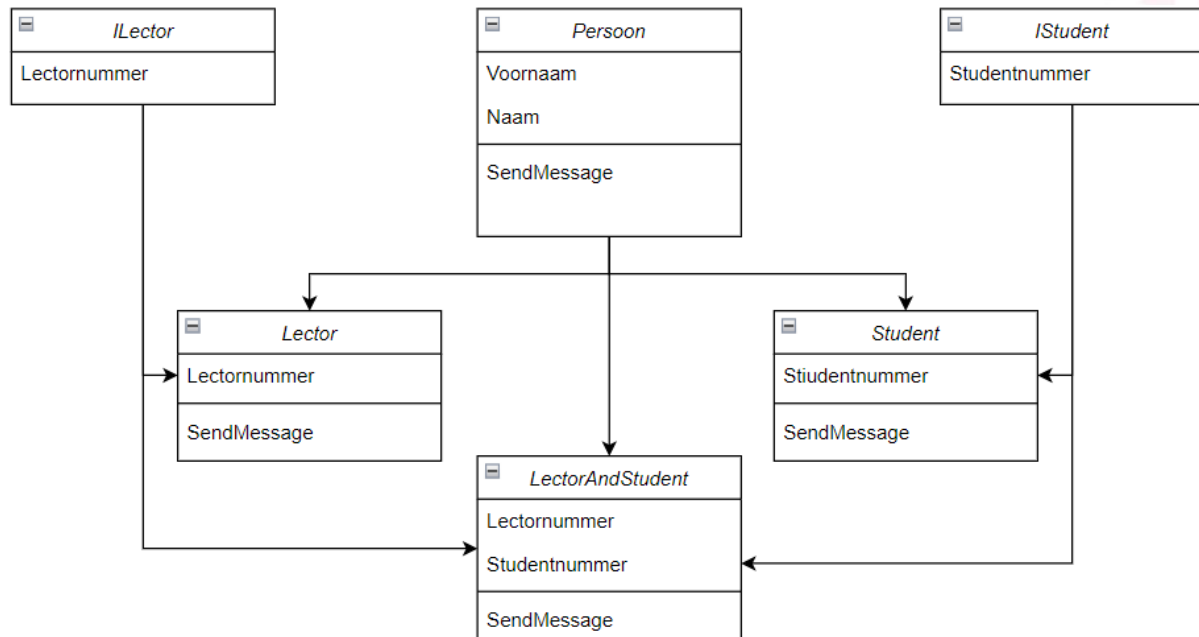 ILector
Lectornummer
Persoon
Voornaam
Naam
SendMessage
IStudent
Studentnummer
Lector
Lectornummer
SendMessage
Student
Stiudentnummer
SendMessage
LectorAndStudent
Lectornummer
Studentnummer
SendMessage